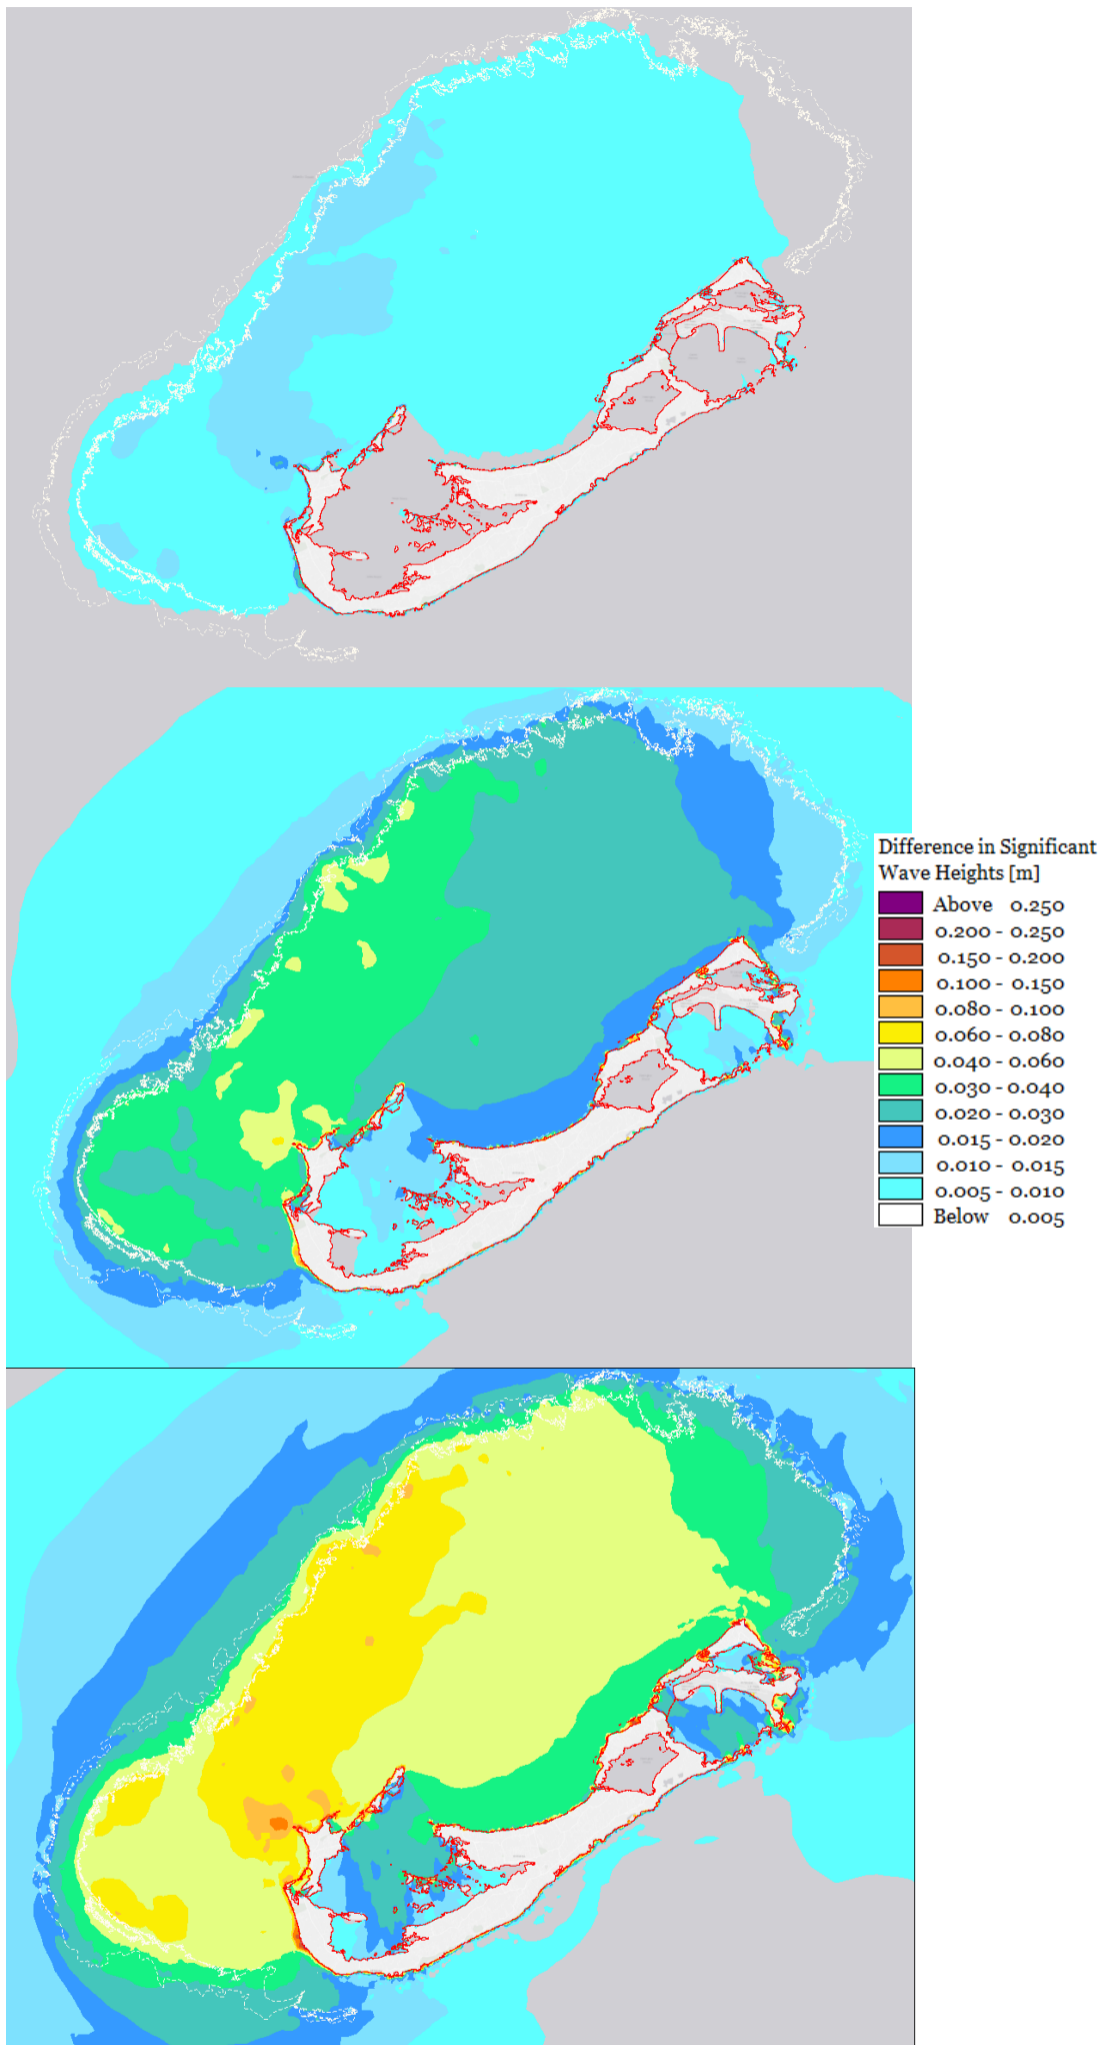 Difference in Significant
Wave Heights [m]
Above 0.250
0.200 - 0.250
0.150 - 0.200
0.100 - 0.150
0.080 - 0.100
0.060 - 0.080
0.040 - 0.060
0.030 - 0.040
0.020 - 0.030
0.015 - 0.020
0.010 - 0.015
0.005 - 0.010
Below 0.005